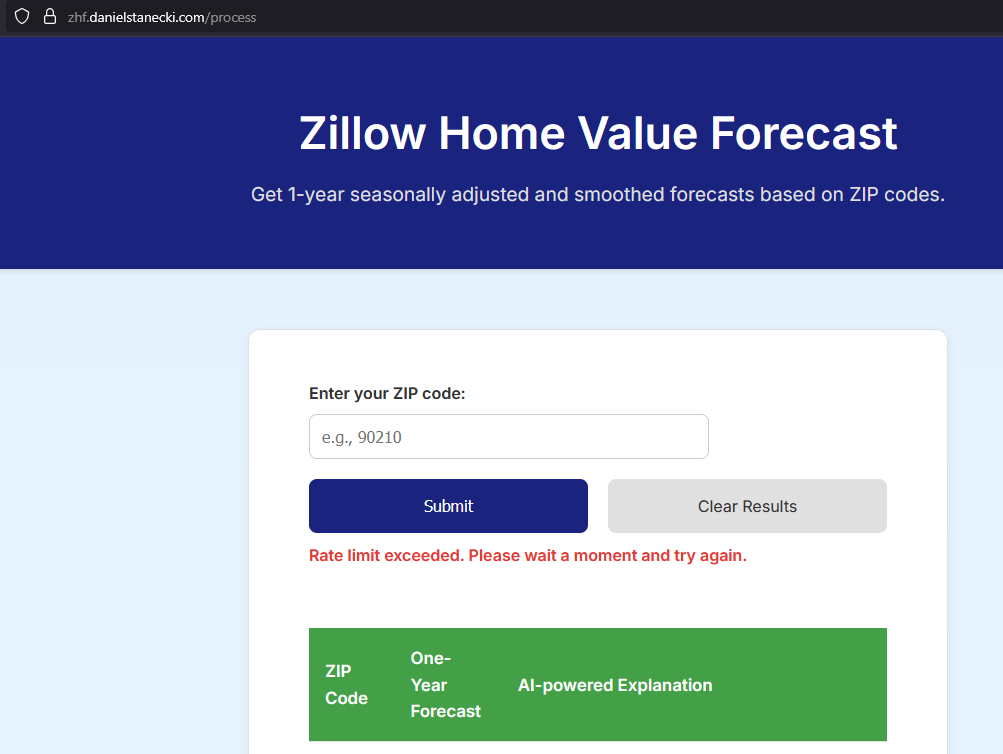 zhf.danielstanecki.com/process
Zillow Home Value Forecast
Get 1-year seasonally adjusted and smoothed forecasts based on ZIP codes.
Enter your ZIP code:
e.g., 90210
Submit
Clear Results
Rate limit exceeded. Please wait a moment and try again.
ZIP
Code
One-
Year
Forecast
AI-powered Explanation